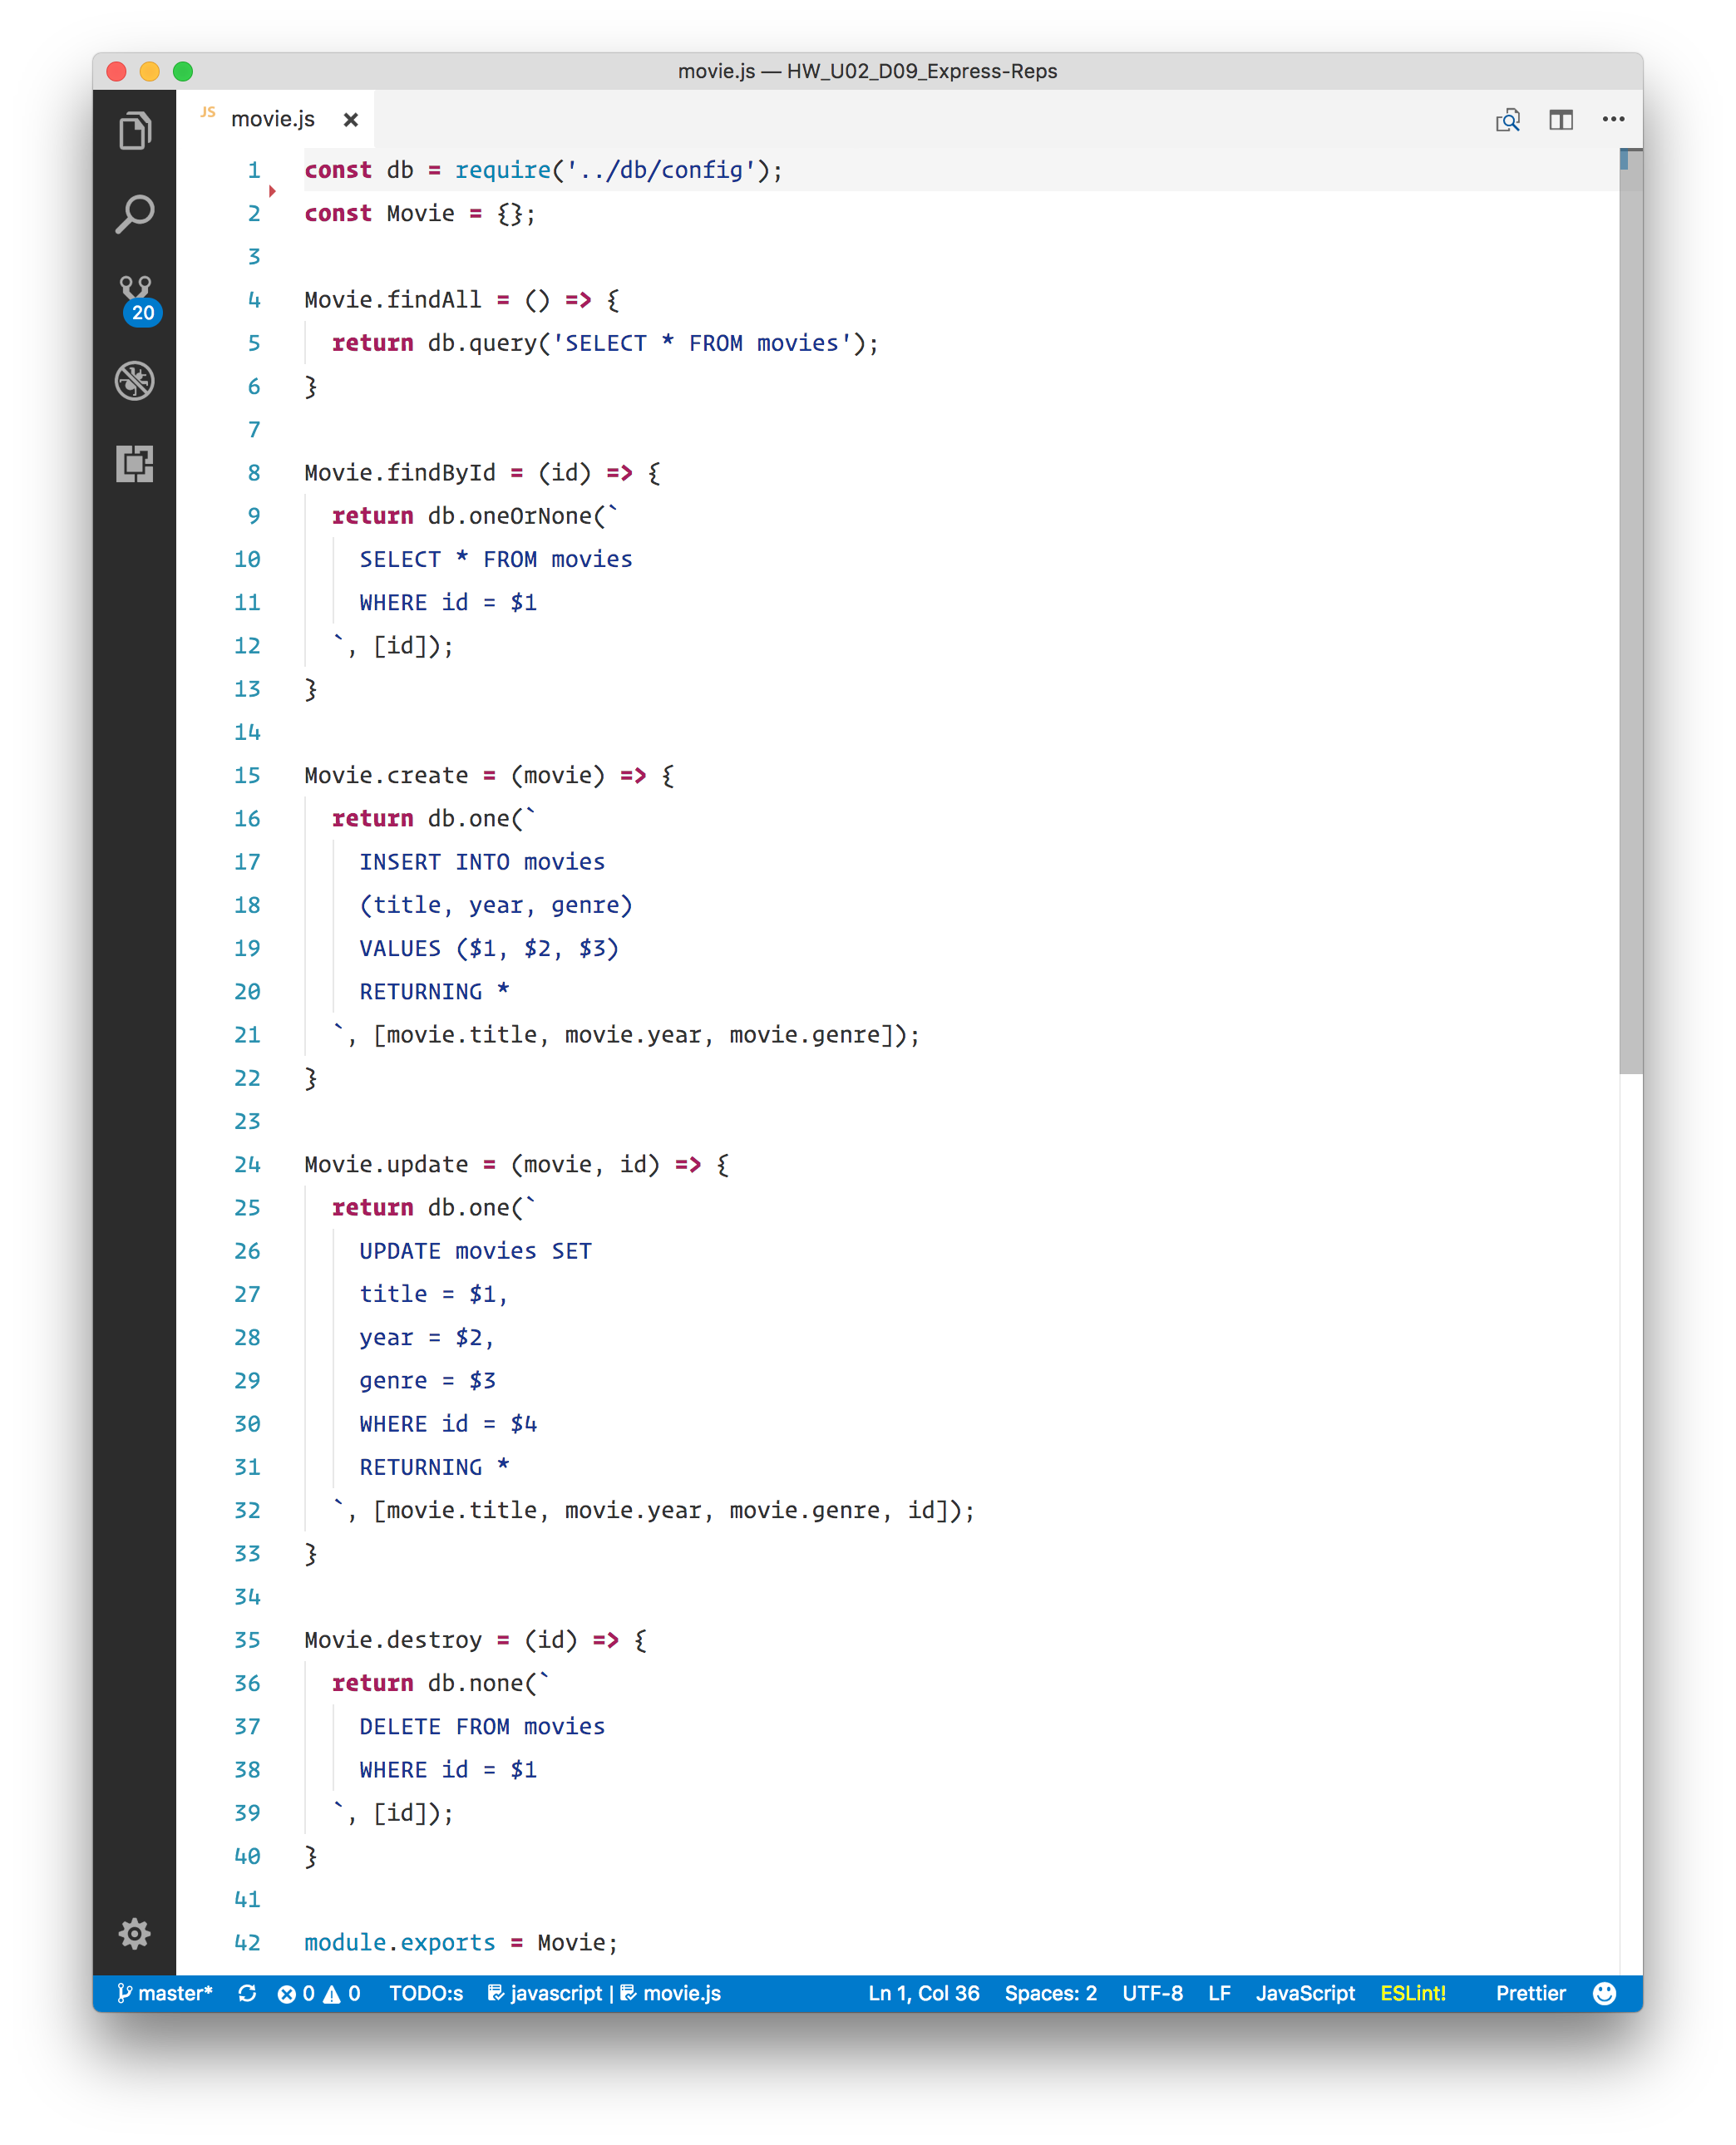 movie.js — HW_U02_D09_Express-Reps
JS movie.js
20
1 const db = require('../db/config');
2 const Movie = {};
3
4 Movie.findAll = () => {
5   return db.query('SELECT * FROM movies');
6 }
7
8 Movie.findById = (id) => {
9   return db.oneOrNone(`
10     SELECT * FROM movies
11     WHERE id = $1
12   `, [id]);
13 }
14
15 Movie.create = (movie) => {
16   return db.one(`
17     INSERT INTO movies
18     (title, year, genre)
19     VALUES ($1, $2, $3)
20     RETURNING *
21   `, [movie.title, movie.year, movie.genre]);
22 }
23
24 Movie.update = (movie, id) => {
25   return db.one(`
26     UPDATE movies SET
27     title = $1,
28     year = $2,
29     genre = $3
30     WHERE id = $4
31     RETURNING *
32   `, [movie.title, movie.year, movie.genre, id]);
33 }
34
35 Movie.destroy = (id) => {
36   return db.none(`
37     DELETE FROM movies
38     WHERE id = $1
39   `, [id]);
40 }
41
42 module.exports = Movie;
master* 0 0 TODO:s javascript | movie.js Ln 1, Col 36 Spaces: 2 UTF-8 LF JavaScript ESLint! Prettier